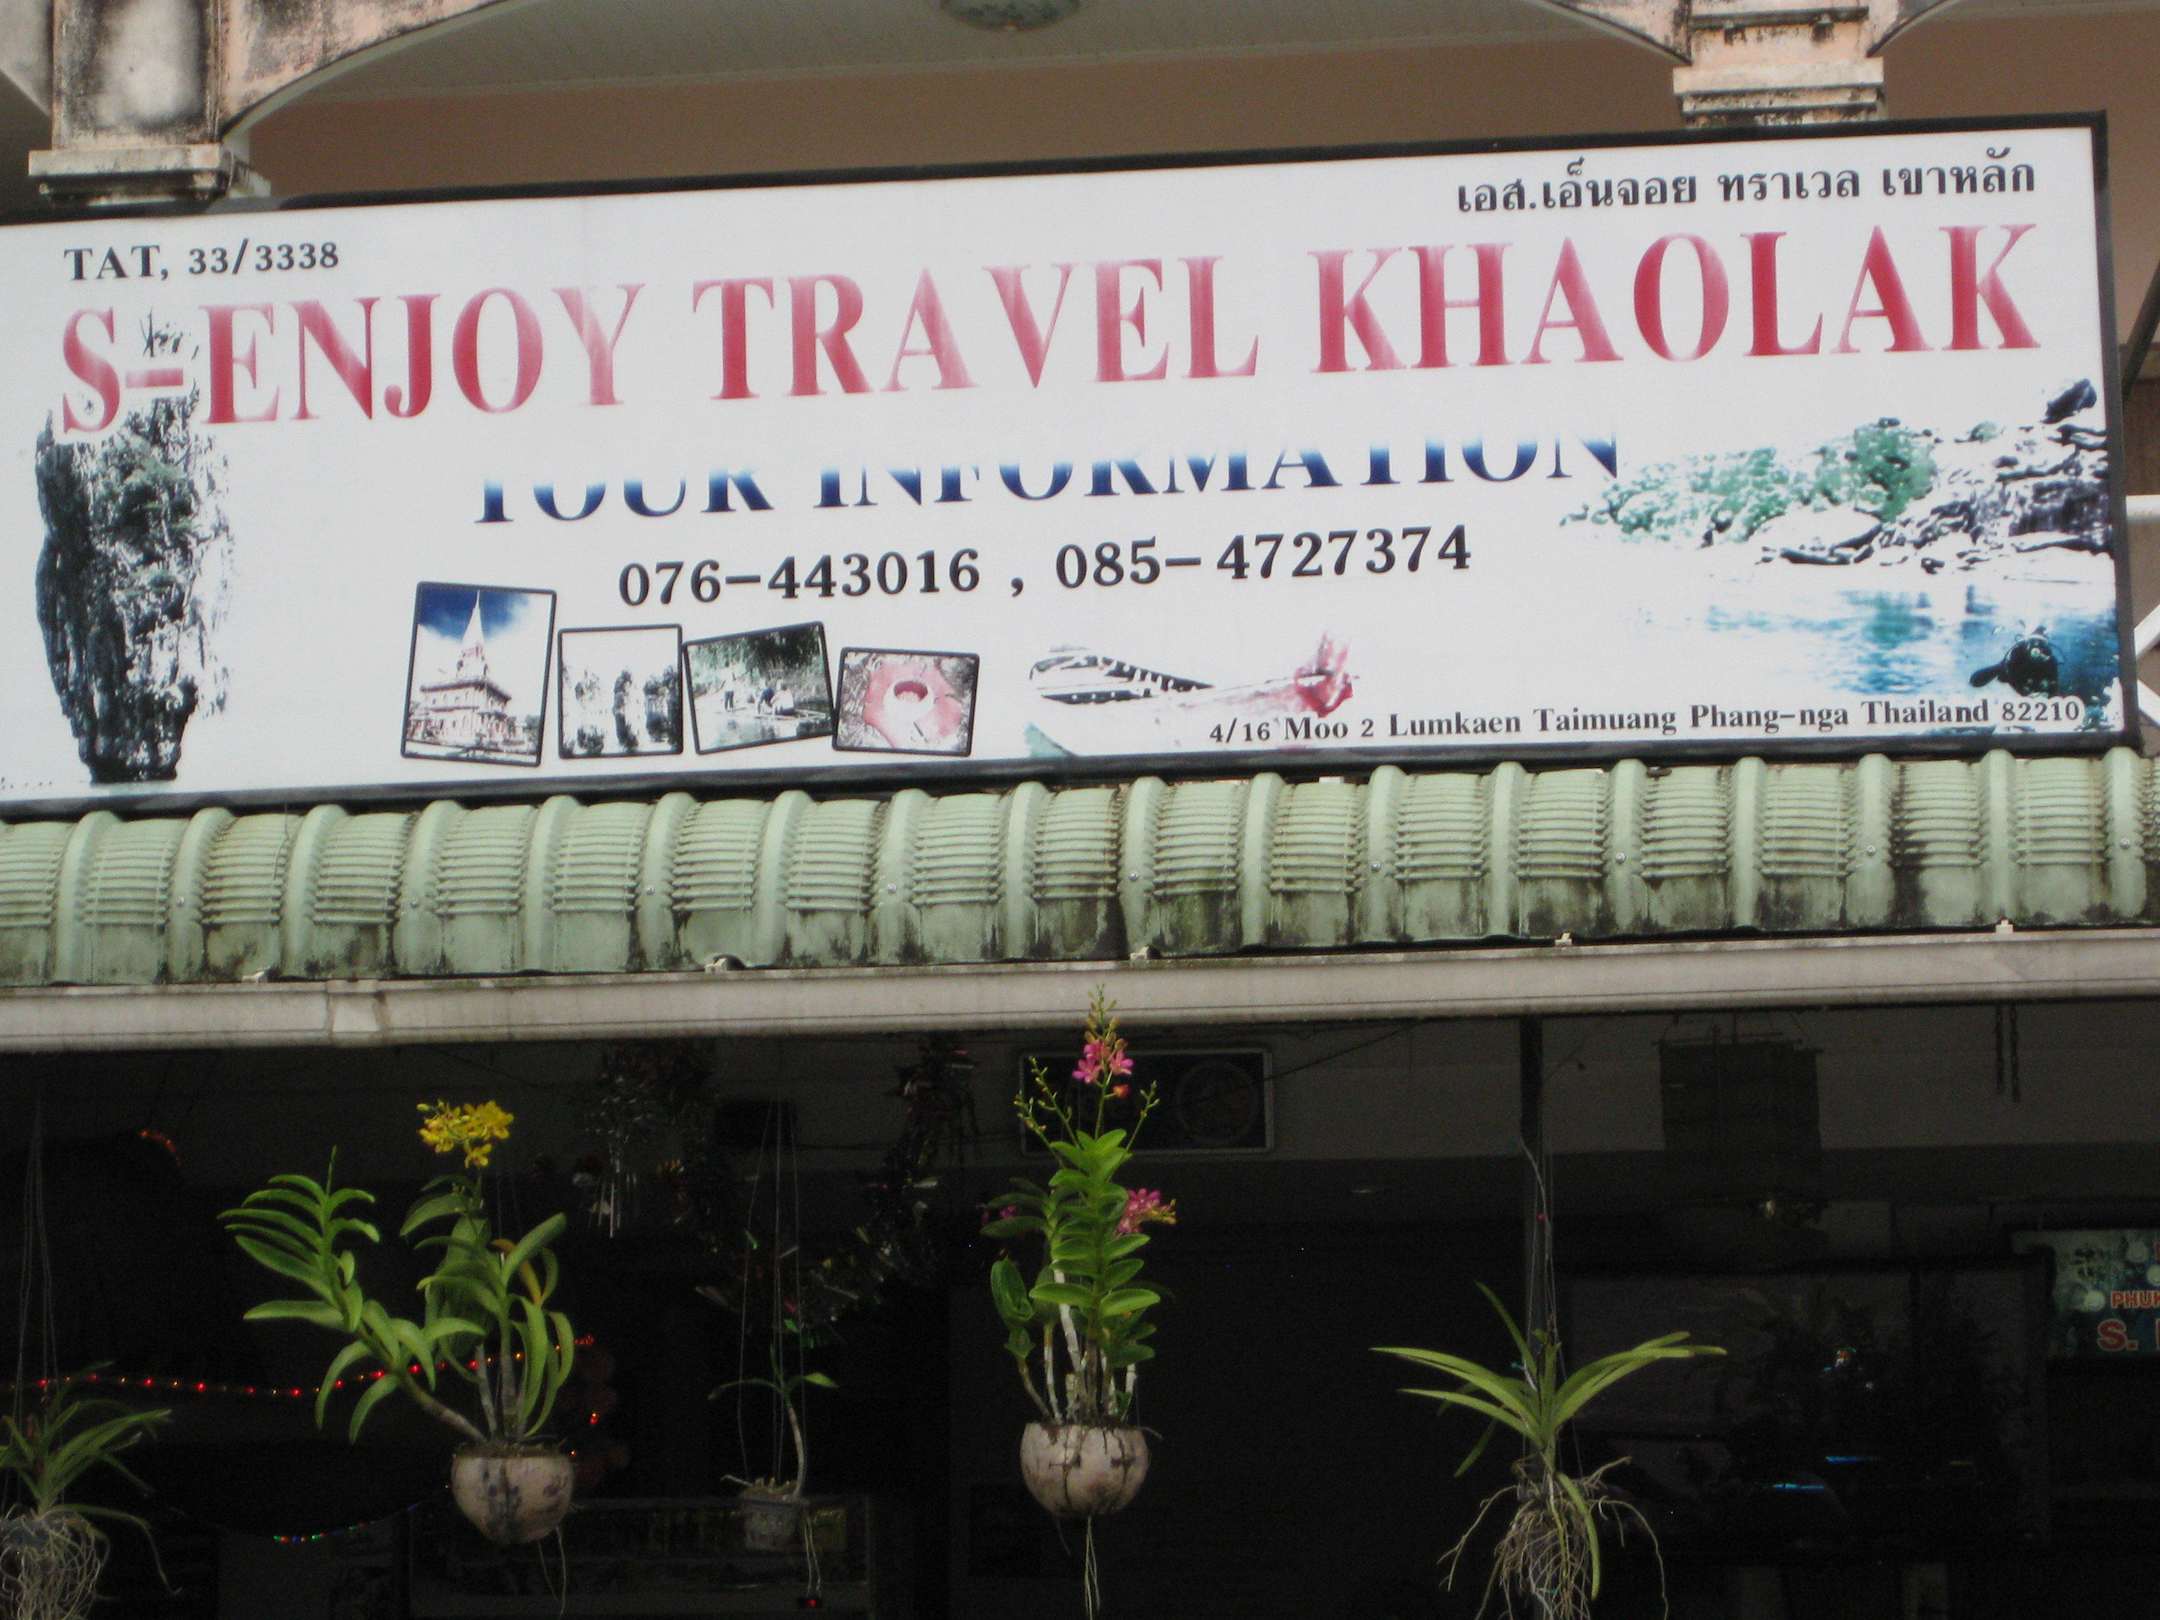 เอส.เอ็นจอย ทราเวล เขาหลัก
TAT, 33/3338
S-ENJOY TRAVEL KHAOLAK
TOUR INFORMATION
076-443016 , 085-4727374
4/16 Moo 2 Lumkaen Taimuang Phang-nga Thailand 82210
S.